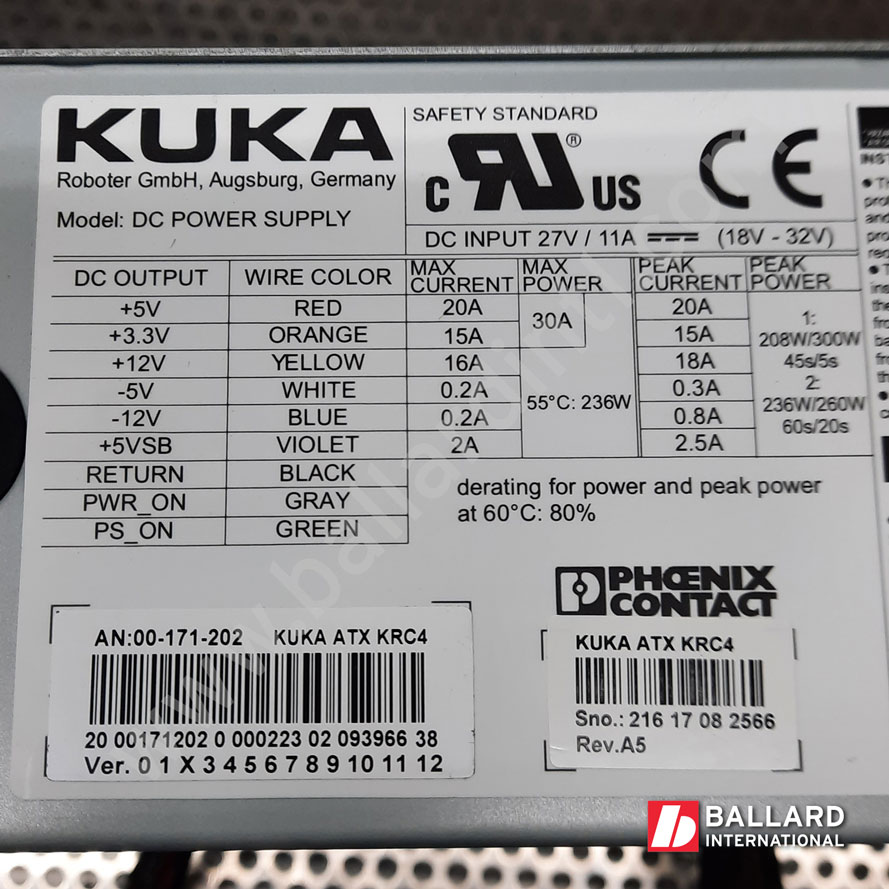 KUKA
Roboter GmbH, Augsburg, Germany
Model: DC POWER SUPPLY
SAFETY STANDARD
c RU ® US CE
DC INPUT 27V / 11A (18V - 32V)
DC OUTPUT WIRE COLOR MAX CURRENT MAX POWER PEAK CURRENT PEAK POWER
+5V RED 20A 30A 20A
+3.3V ORANGE 15A 15A
+12V YELLOW 16A 55°C: 236W 18A
-5V WHITE 0.2A 0.3A
-12V BLUE 0.2A 0.8A
+5VSB VIOLET 2A 2.5A
1:
208W/300W
45s/5s
2:
236W/260W
60s/20s
RETURN BLACK
PWR_ON GRAY
PS_ON GREEN
derating for power and peak power
at 60°C: 80%
PHŒNIX
CONTACT
AN:00-171-202 KUKA ATX KRC4
20 00171202 0 000223 02 093966 38
Ver. 0 1 X 3 4 5 6 7 8 9 10 11 12
KUKA ATX KRC4
Sno.: 216 17 08 2566
Rev.A5
www.ballardintl.com
BALLARD
INTERNATIONAL